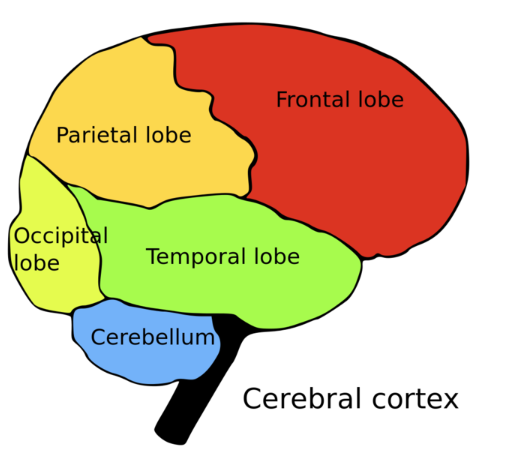 Frontal lobe
Parietal lobe
Occipital
lobe
Temporal lobe
Cerebellum
Cerebral cortex